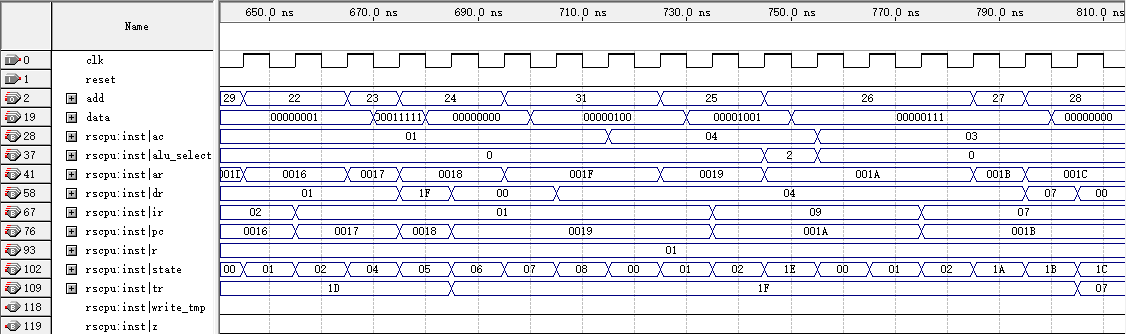 650.0 ns 670.0 ns 690.0 ns 710.0 ns 730.0 ns 750.0 ns 770.0 ns 790.0 ns 810.0 ns
Name
0 clk
1 reset
2 add 29 22 23 24 31 25 26 27 28
19 data 00000001 00011111 00000000 00000100 00001001 00000111 00000000
28 rscpu:inst|ac 01 04 03
37 rscpu:inst|alu_select 0 2 0
41 rscpu:inst|ar 001D 0016 0017 0018 001F 0019 001A 001B 001C
58 rscpu:inst|dr 01 1F 00 04 07 00
67 rscpu:inst|ir 02 01 09 07
76 rscpu:inst|pc 0016 0017 0018 0019 001A 001B
93 rscpu:inst|r 01
102 rscpu:inst|state 00 01 02 04 05 06 07 08 00 01 02 1E 00 01 02 1A 1B 1C
109 rscpu:inst|tr 1D 1F 07
118 rscpu:inst|write_tmp
119 rscpu:inst|z